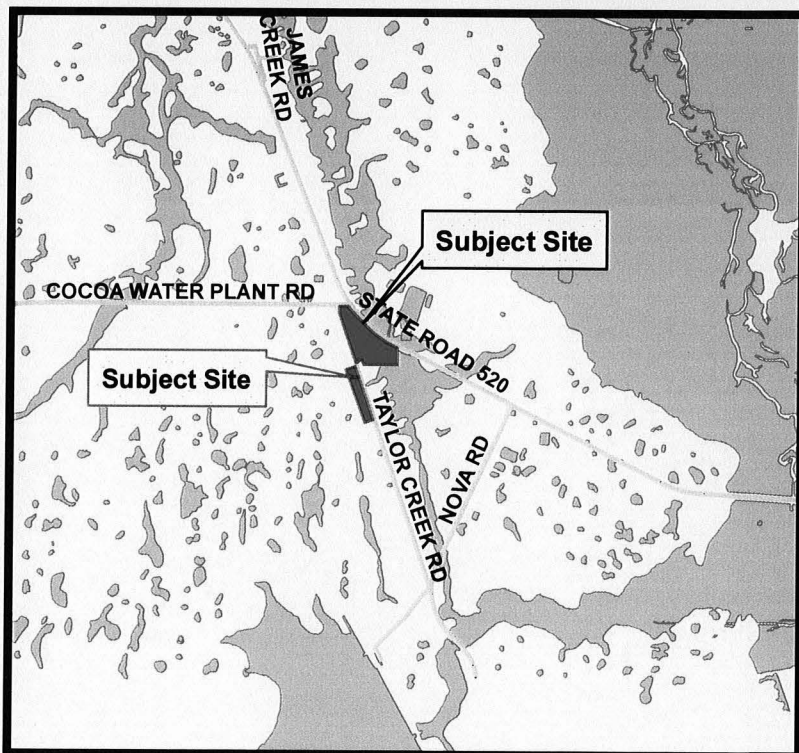 JAMES
CREEK RD
Subject Site
COCOA WATER PLANT RD
STATE ROAD 520
Subject Site
TAYLOR CREEK RD
NOVA RD